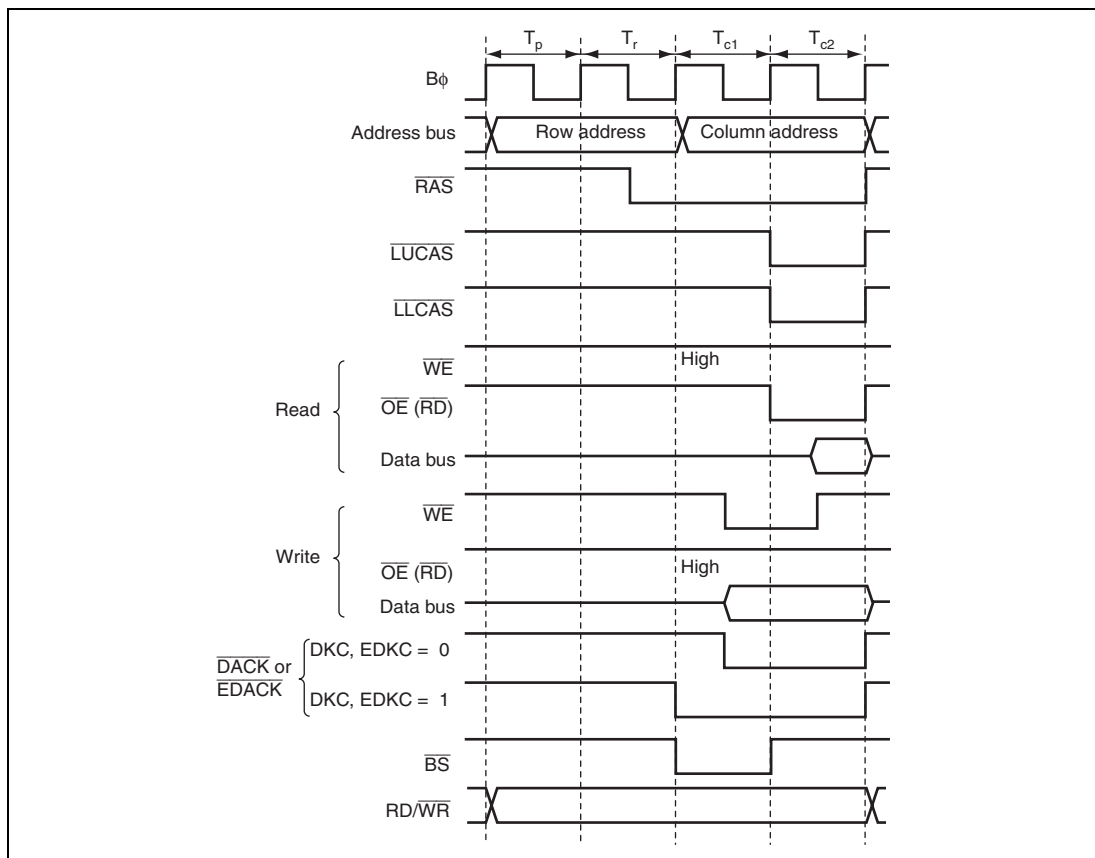 Tp Tr Tc1 Tc2
Bφ
Address bus Row address Column address
RAS
LUCAS
LLCAS
WE High
Read OE (RD)
Data bus
WE
Write OE (RD) High
Data bus
DACK or EDACK
DKC, EDKC = 0
DKC, EDKC = 1
BS
RD/WR